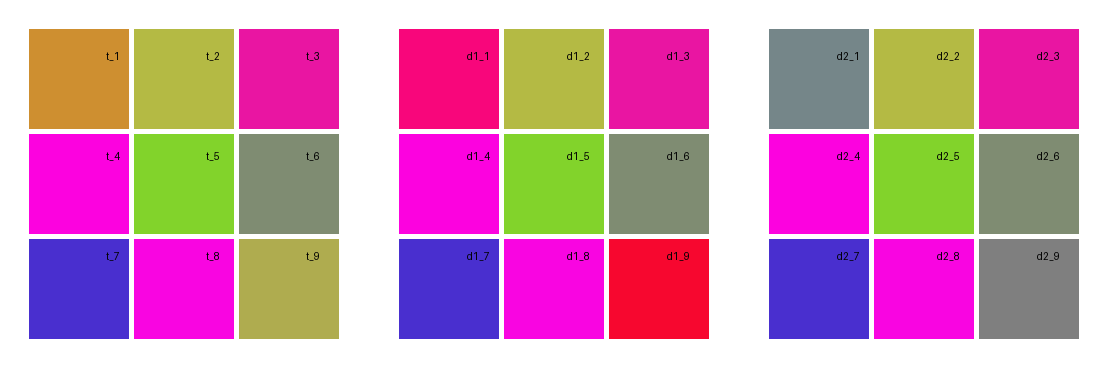 t_1 t_2 t_3 d1_1 d1_2 d1_3 d2_1 d2_2 d2_3
t_4 t_5 t_6 d1_4 d1_5 d1_6 d2_4 d2_5 d2_6
t_7 t_8 t_9 d1_7 d1_8 d1_9 d2_7 d2_8 d2_9